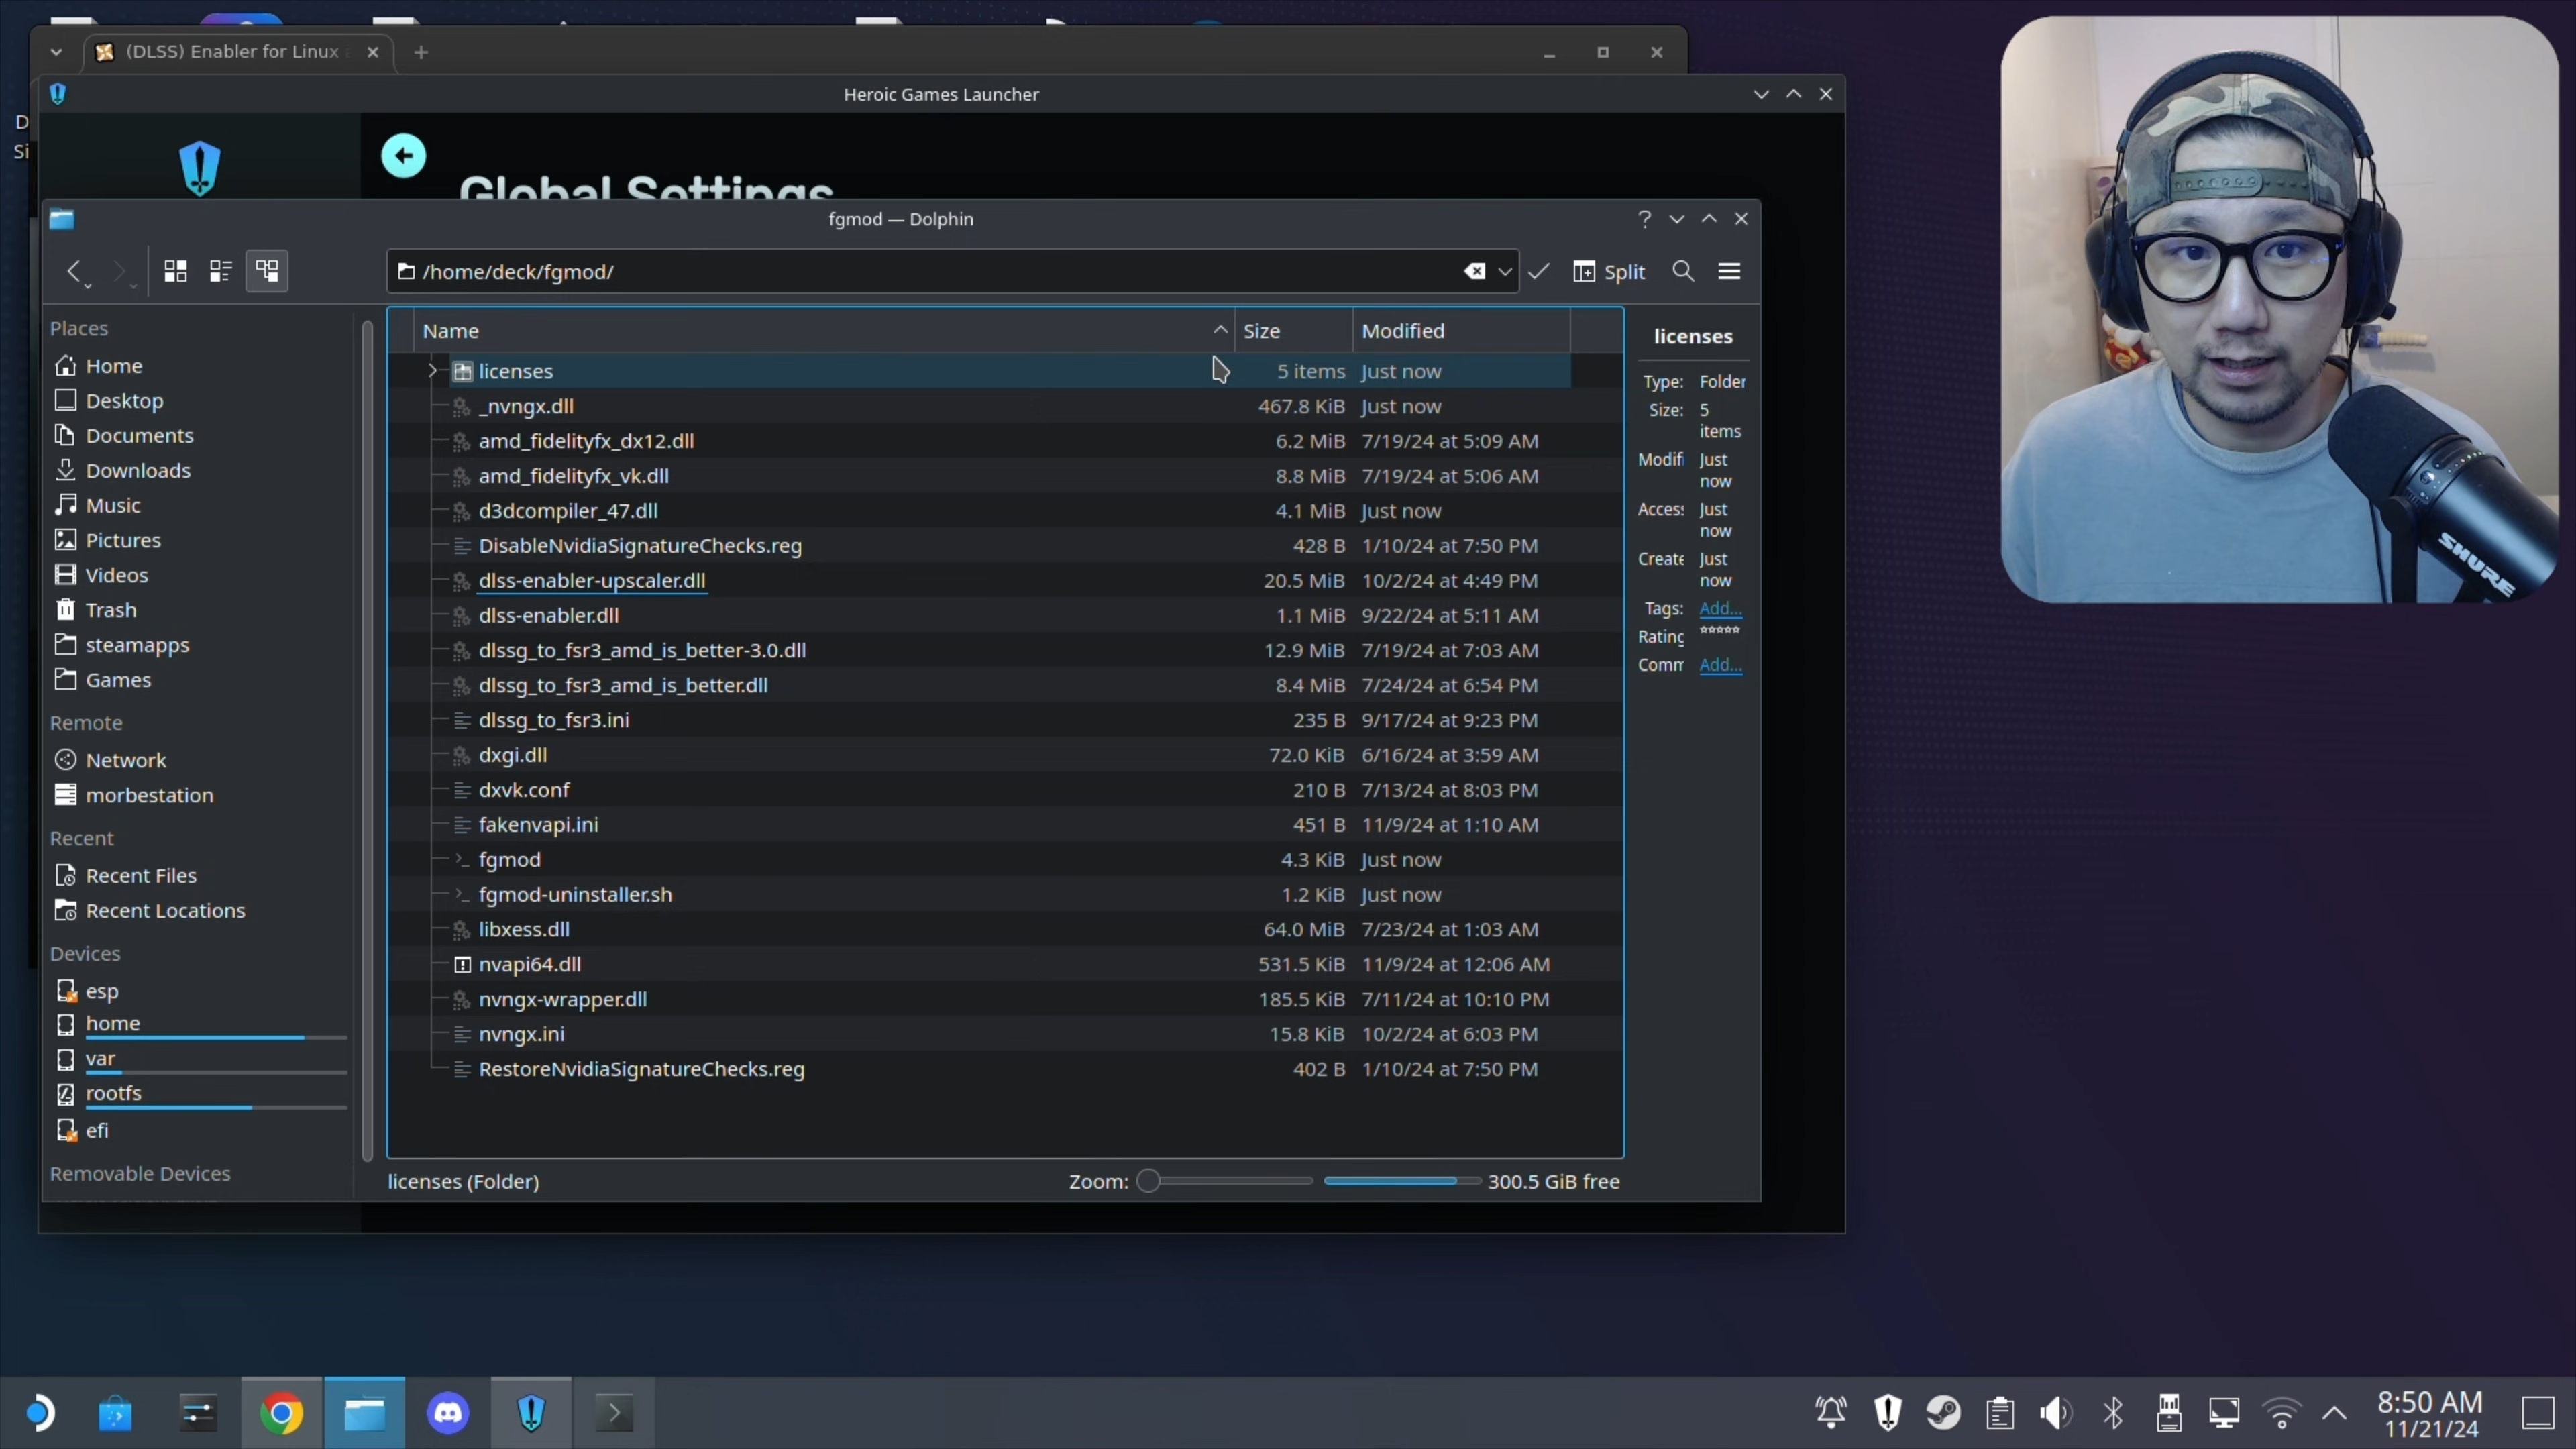 (DLSS) Enabler for Linux
Heroic Games Launcher
D
Si
Global Settings
fgmod — Dolphin
/home/deck/fgmod/
Split
Places
Home
Desktop
Documents
Downloads
Music
Pictures
Videos
Trash
steamapps
Games
Remote
Network
morbestation
Recent
Recent Files
Recent Locations
Devices
esp
home
var
rootfs
efi
Removable Devices
Name Size Modified
licenses 5 items Just now
_nvngx.dll 467.8 KiB Just now
amd_fidelityfx_dx12.dll 6.2 MiB 7/19/24 at 5:09 AM
amd_fidelityfx_vk.dll 8.8 MiB 7/19/24 at 5:06 AM
d3dcompiler_47.dll 4.1 MiB Just now
DisableNvidiaSignatureChecks.reg 428 B 1/10/24 at 7:50 PM
dlss-enabler-upscaler.dll 20.5 MiB 10/2/24 at 4:49 PM
dlss-enabler.dll 1.1 MiB 9/22/24 at 5:11 AM
dlssg_to_fsr3_amd_is_better-3.0.dll 12.9 MiB 7/19/24 at 7:03 AM
dlssg_to_fsr3_amd_is_better.dll 8.4 MiB 7/24/24 at 6:54 PM
dlssg_to_fsr3.ini 235 B 9/17/24 at 9:23 PM
dxgi.dll 72.0 KiB 6/16/24 at 3:59 AM
dxvk.conf 210 B 7/13/24 at 8:03 PM
fakenvapi.ini 451 B 11/9/24 at 1:10 AM
fgmod 4.3 KiB Just now
fgmod-uninstaller.sh 1.2 KiB Just now
libxess.dll 64.0 MiB 7/23/24 at 1:03 AM
nvapi64.dll 531.5 KiB 11/9/24 at 12:06 AM
nvngx-wrapper.dll 185.5 KiB 7/11/24 at 10:10 PM
nvngx.ini 15.8 KiB 10/2/24 at 6:03 PM
RestoreNvidiaSignatureChecks.reg 402 B 1/10/24 at 7:50 PM
licenses
Type: Folder
Size: 5
items
Modifi Just
now
Access Just
now
Create Just
now
Tags: Add...
Rating
Comm Add...
licenses (Folder)
Zoom:
300.5 GiB free
SHURE
8:50 AM
11/21/24